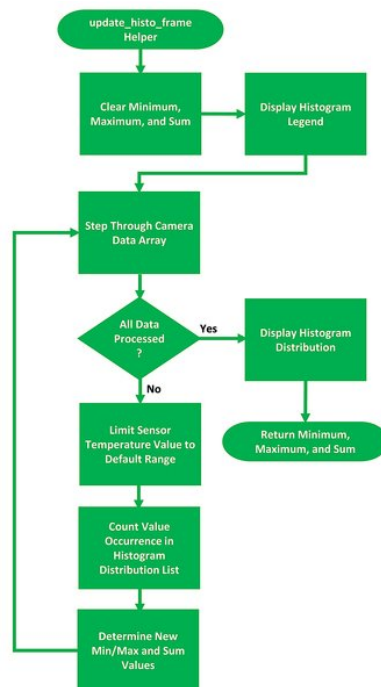 update_histo_frame
Helper
Clear Minimum,
Maximum, and Sum
Display Histogram
Legend
Step Through Camera
Data Array
All Data
Processed
?
Yes
Display Histogram
Distribution
No
Return Minimum,
Maximum, and Sum
Limit Sensor
Temperature Value to
Default Range
Count Value
Occurrence in
Histogram
Distribution List
Determine New
Min/Max and Sum
Values